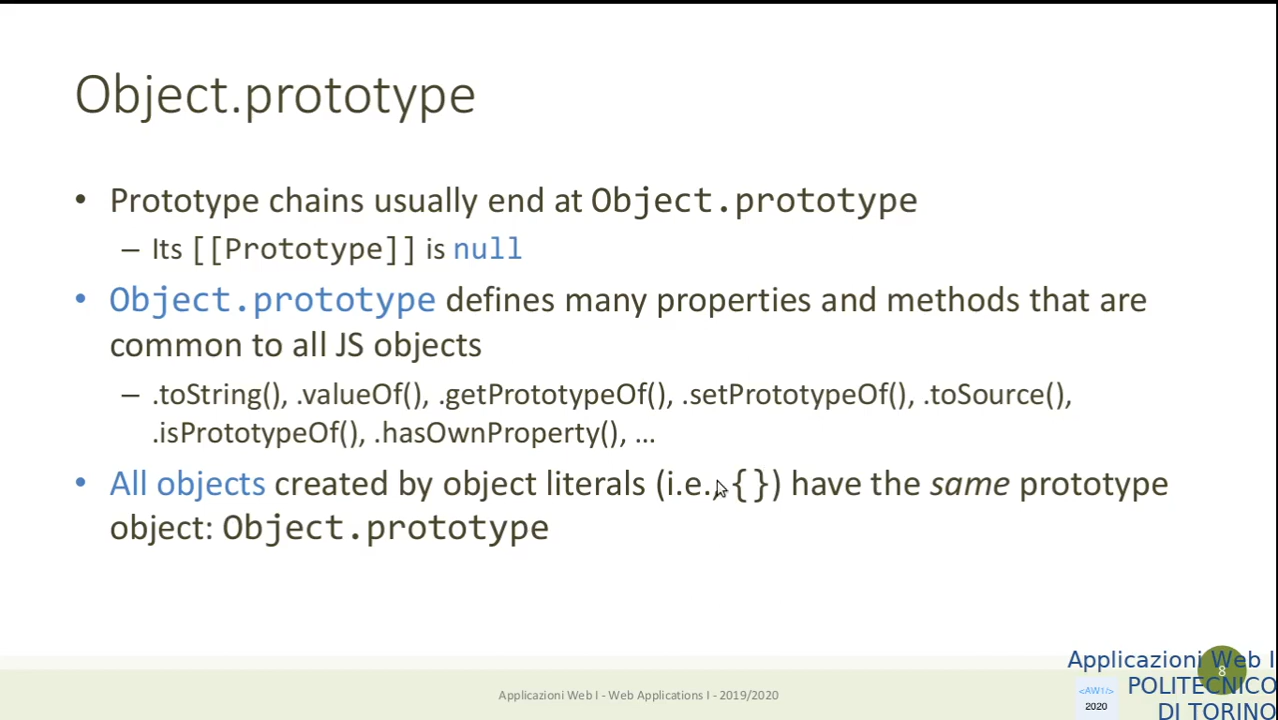 Object.prototype
• Prototype chains usually end at Object.prototype
– Its [[Prototype]] is null
• Object.prototype defines many properties and methods that are
common to all JS objects
– .toString(), .valueOf(), .getPrototypeOf(), .setPrototypeOf(), .toSource(),
.isPrototypeOf(), .hasOwnProperty(), …
• All objects created by object literals (i.e., {}) have the same prototype
object: Object.prototype
Applicazioni Web I - Web Applications I - 2019/2020
8
Applicazioni Web I
POLITECNICO
DI TORINO
<AW1/>
2020